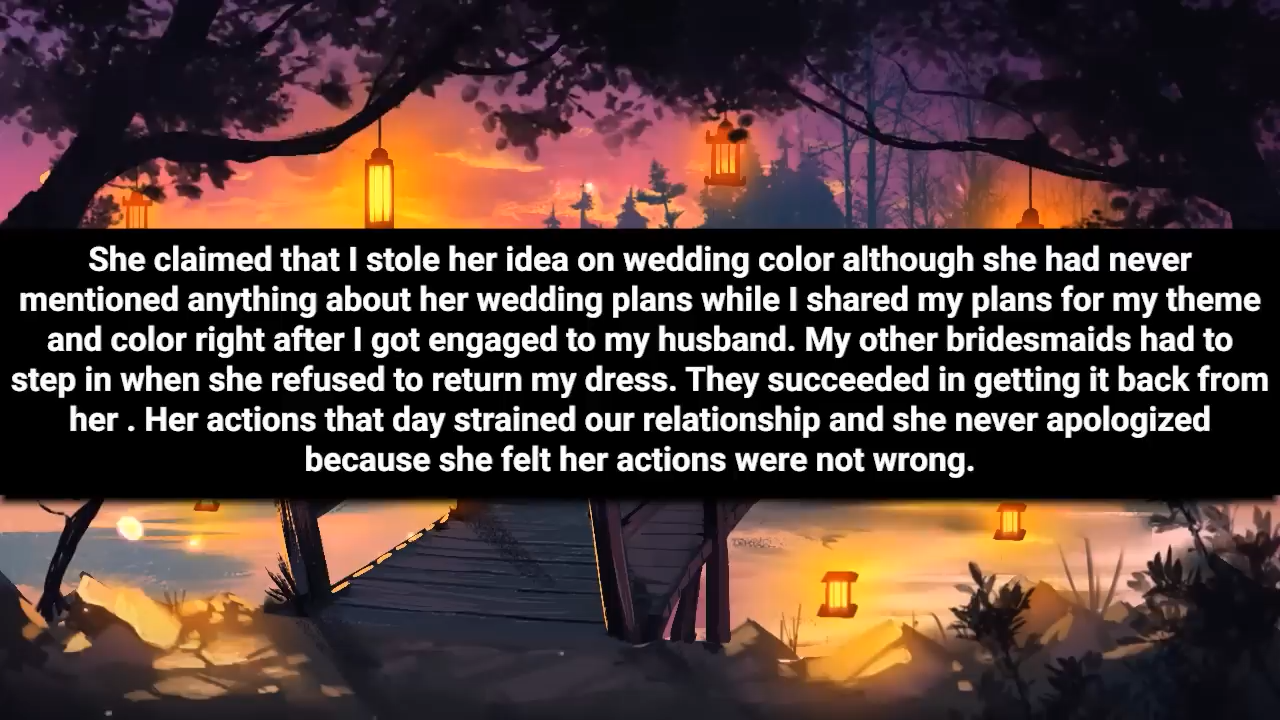 She claimed that I stole her idea on wedding color although she had never
mentioned anything about her wedding plans while I shared my plans for my theme
and color right after I got engaged to my husband. My other bridesmaids had to
step in when she refused to return my dress. They succeeded in getting it back from
her . Her actions that day strained our relationship and she never apologized
because she felt her actions were not wrong.